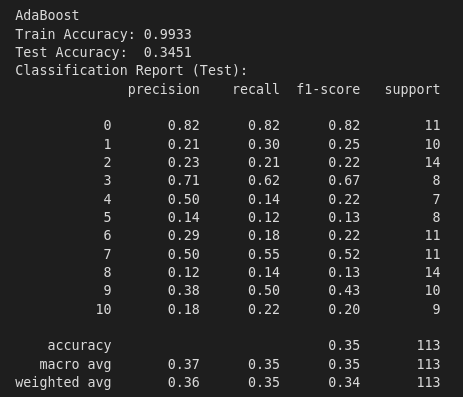 AdaBoost
Train Accuracy: 0.9933
Test Accuracy:  0.3451
Classification Report (Test):
              precision    recall  f1-score   support

           0       0.82      0.82      0.82        11
           1       0.21      0.30      0.25        10
           2       0.23      0.21      0.22        14
           3       0.71      0.62      0.67         8
           4       0.50      0.14      0.22         7
           5       0.14      0.12      0.13         8
           6       0.29      0.18      0.22        11
           7       0.50      0.55      0.52        11
           8       0.12      0.14      0.13        14
           9       0.38      0.50      0.43        10
          10       0.18      0.22      0.20         9

    accuracy                           0.35       113
   macro avg       0.37      0.35      0.35       113
weighted avg       0.36      0.35      0.34       113